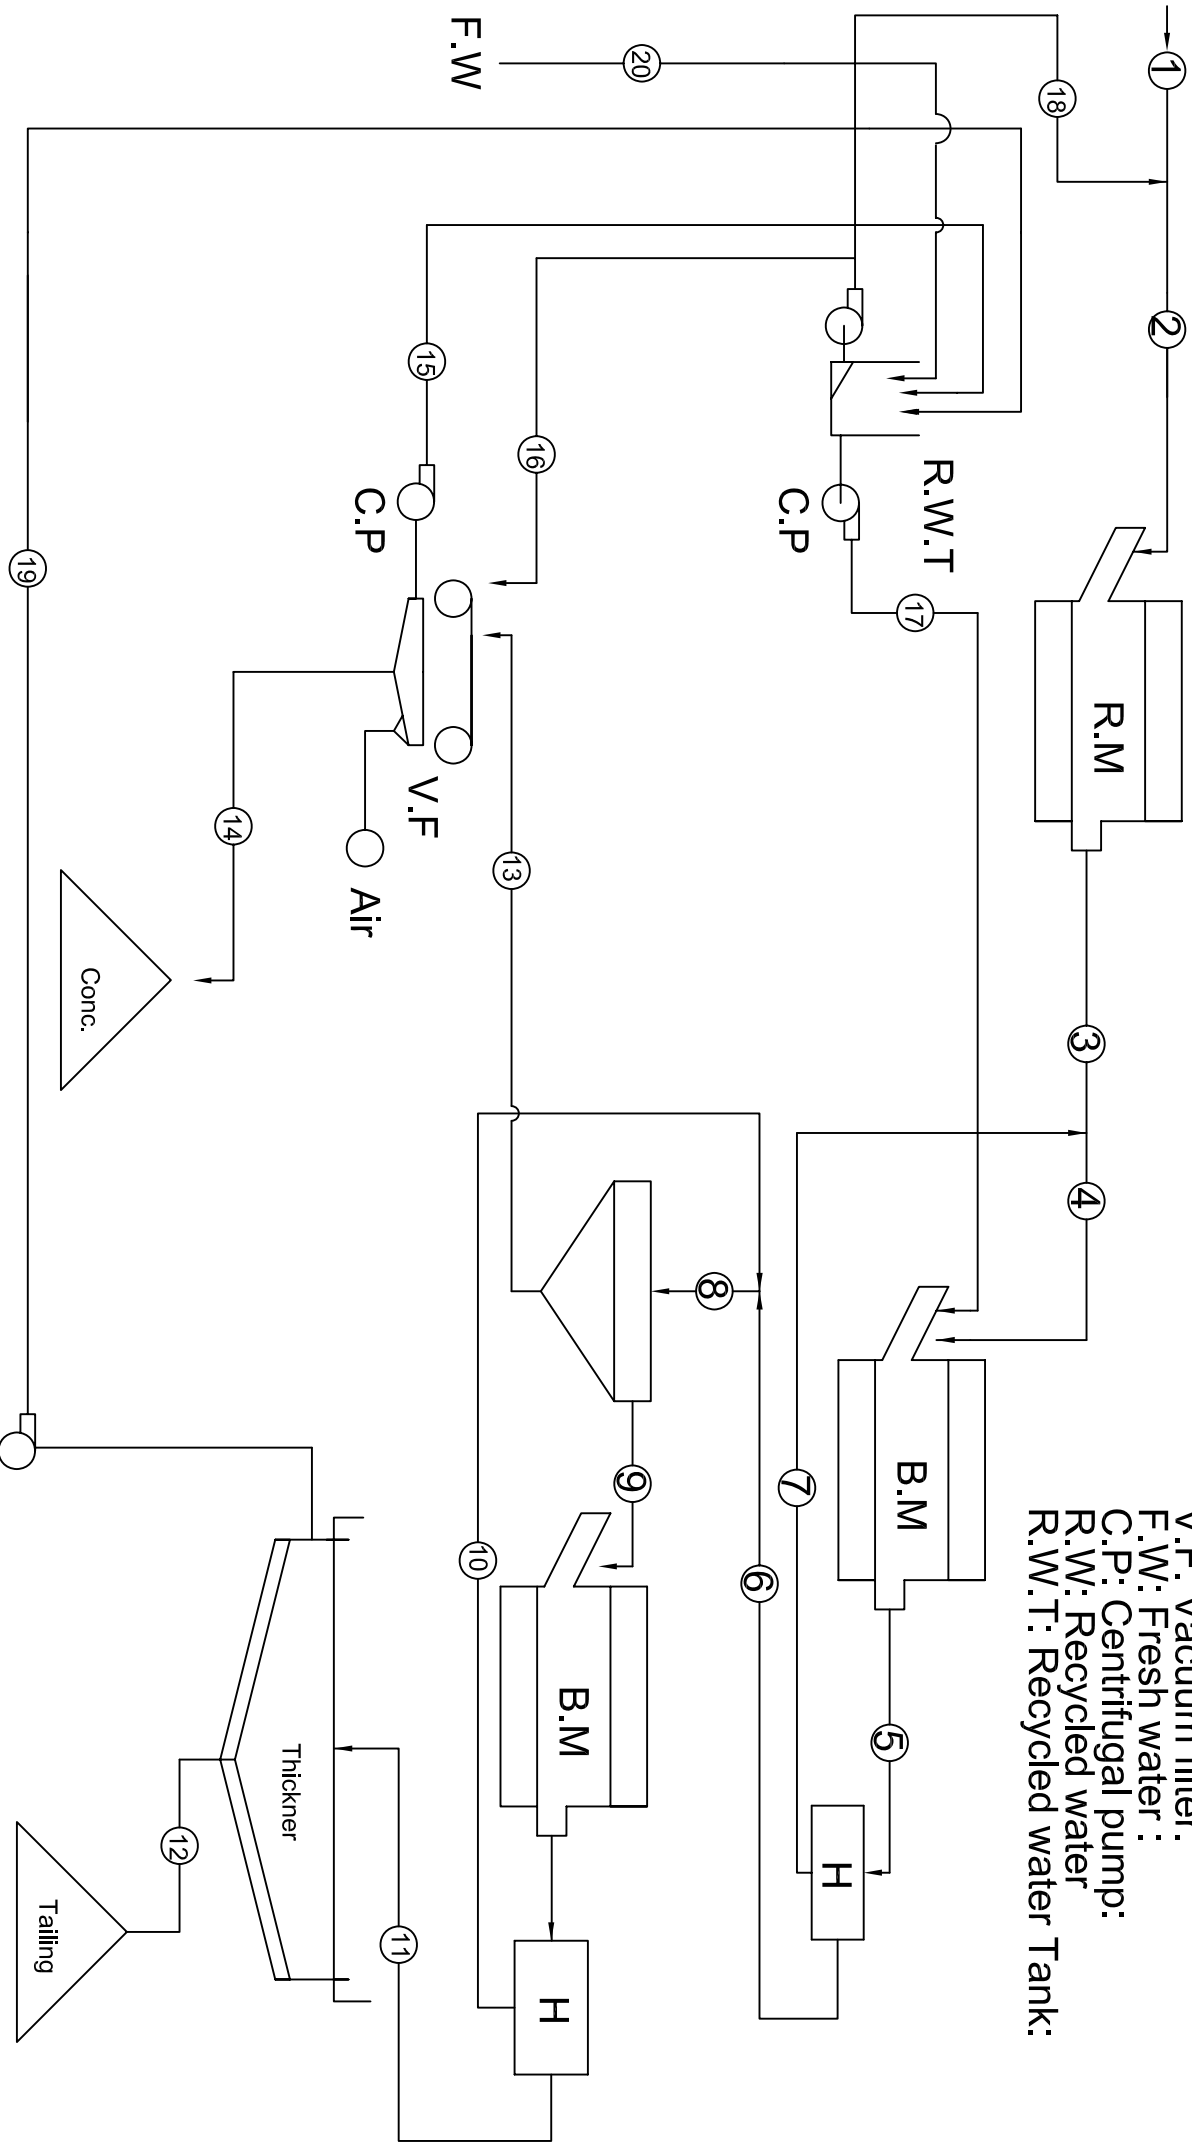 V.F: Vacuum filter:
F.W: Fresh water :
C.P: Centrifugal pump:
R.W: Recycled water
R.W.T: Recycled water Tank:
1
2
R.M
3
4
B.M
5
H
6
7
8
9
B.M
H
10
11
Thickner
12
Tailing
13
V.F
Air
14
Conc.
15
C.P
16
R.W.T
C.P
17
18
19
F.W
20